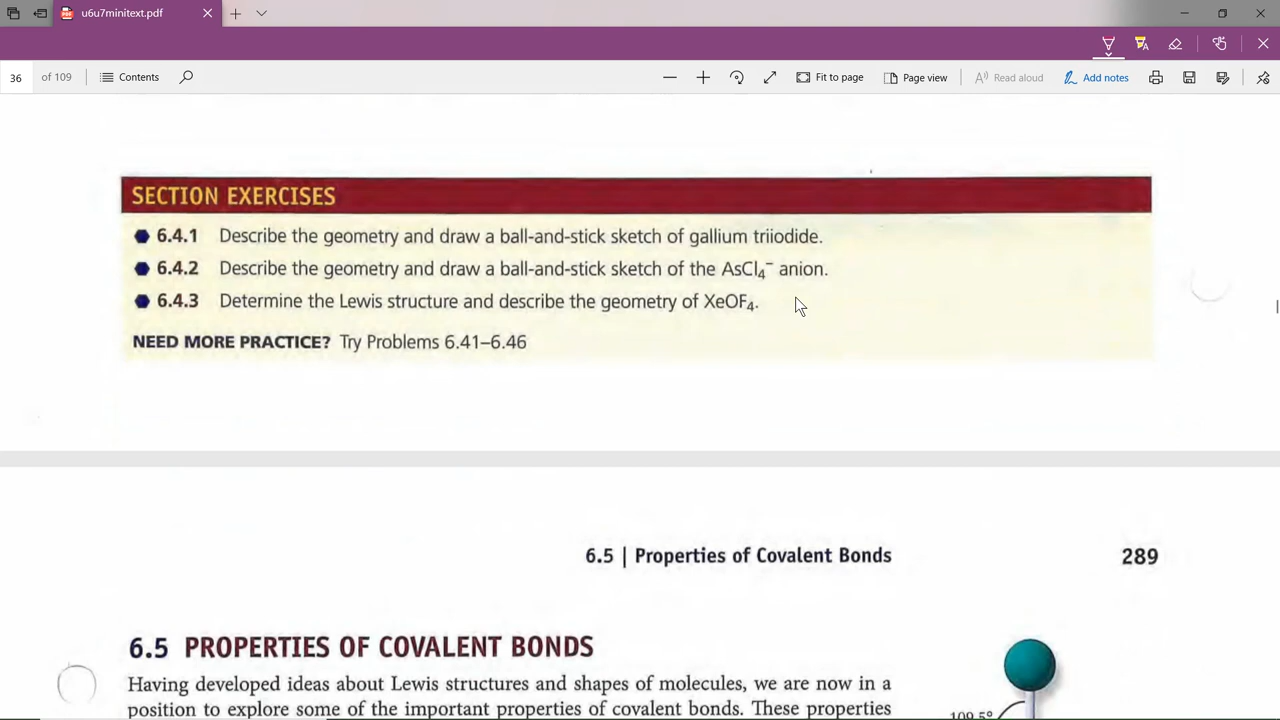 u6u7minitext.pdf
36 of 109 Contents Fit to page Page view Read aloud Add notes
SECTION EXERCISES
6.4.1 Describe the geometry and draw a ball-and-stick sketch of gallium triiodide.
6.4.2 Describe the geometry and draw a ball-and-stick sketch of the AsCl₄⁻ anion.
6.4.3 Determine the Lewis structure and describe the geometry of XeOF₄.
NEED MORE PRACTICE? Try Problems 6.41–6.46
6.5 | Properties of Covalent Bonds 289
6.5 PROPERTIES OF COVALENT BONDS
Having developed ideas about Lewis structures and shapes of molecules, we are now in a
position to explore some of the important properties of covalent bonds. These properties
109.5°